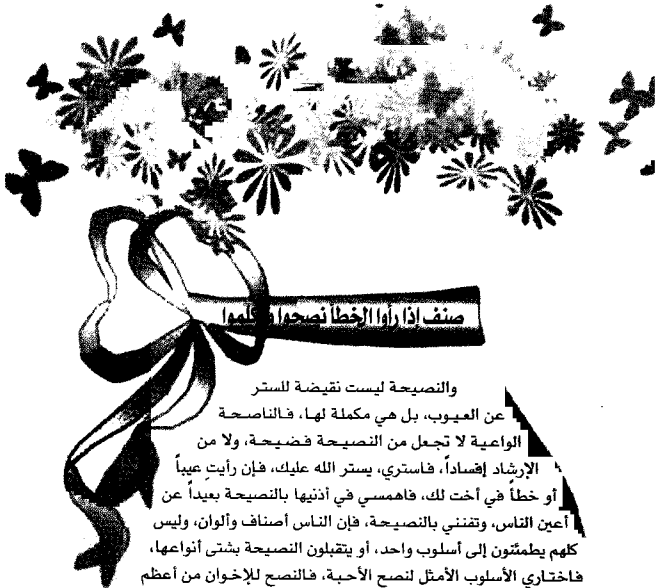 صنف إذا رأوا الخطأ نصحوا وتكلموا
والنصيحة ليست نقيضة للستر
عن العيوب، بل هي مكملة لها، فالناصحة
الواعية لا تجعل من النصيحة فضيحة، ولا من
الإرشاد إفساداً، فاستري، يستر الله عليك، فإن رأيتِ عيباً
أو خطأ في أخت لك، فاهمسي في أذنيها بالنصيحة بعيداً عن
أعين الناس، وتفنني بالنصيحة، فإن الناس أصناف وألوان، وليس
كلهم يطمئنون إلى أسلوب واحد، أو يتقبلون النصيحة بشتى أنواعها،
فاختاري الأسلوب الأمثل لنصح الأحبة، فالنصح للإخوان من أعظم